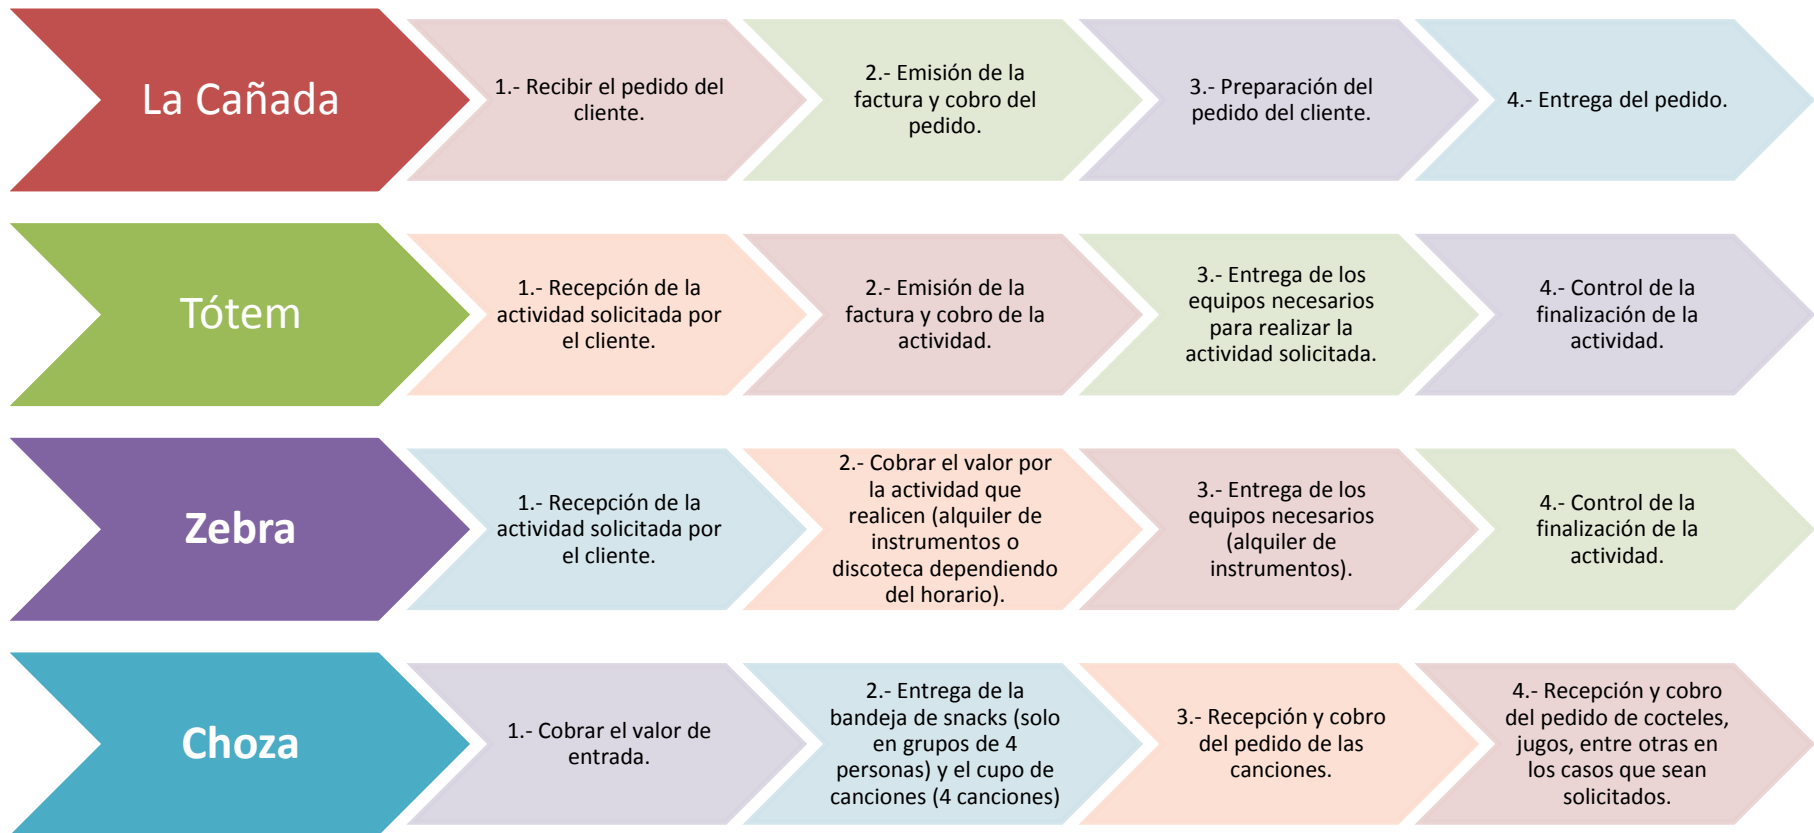 La Cañada
1.- Recibir el pedido del
cliente.
2.- Emisión de la
factura y cobro del
pedido.
3.- Preparación del
pedido del cliente.
4.- Entrega del pedido.
Tótem
1.- Recepción de la
actividad solicitada por
el cliente.
2.- Emisión de la
factura y cobro de la
actividad.
3.- Entrega de los
equipos necesarios
para realizar la
actividad solicitada.
4.- Control de la
finalización de la
actividad.
Zebra
1.- Recepción de la
actividad solicitada por
el cliente.
2.- Cobrar el valor por
la actividad que
realicen (alquiler de
instrumentos o
discoteca dependiendo
del horario).
3.- Entrega de los
equipos necesarios
(alquiler de
instrumentos).
4.- Control de la
finalización de la
actividad.
Choza
1.- Cobrar el valor de
entrada.
2.- Entrega de la
bandeja de snacks (solo
en grupos de 4
personas) y el cupo de
canciones (4 canciones)
3.- Recepción y cobro
del pedido de las
canciones.
4.- Recepción y cobro
del pedido de cocteles,
jugos, entre otras en
los casos que sean
solicitados.